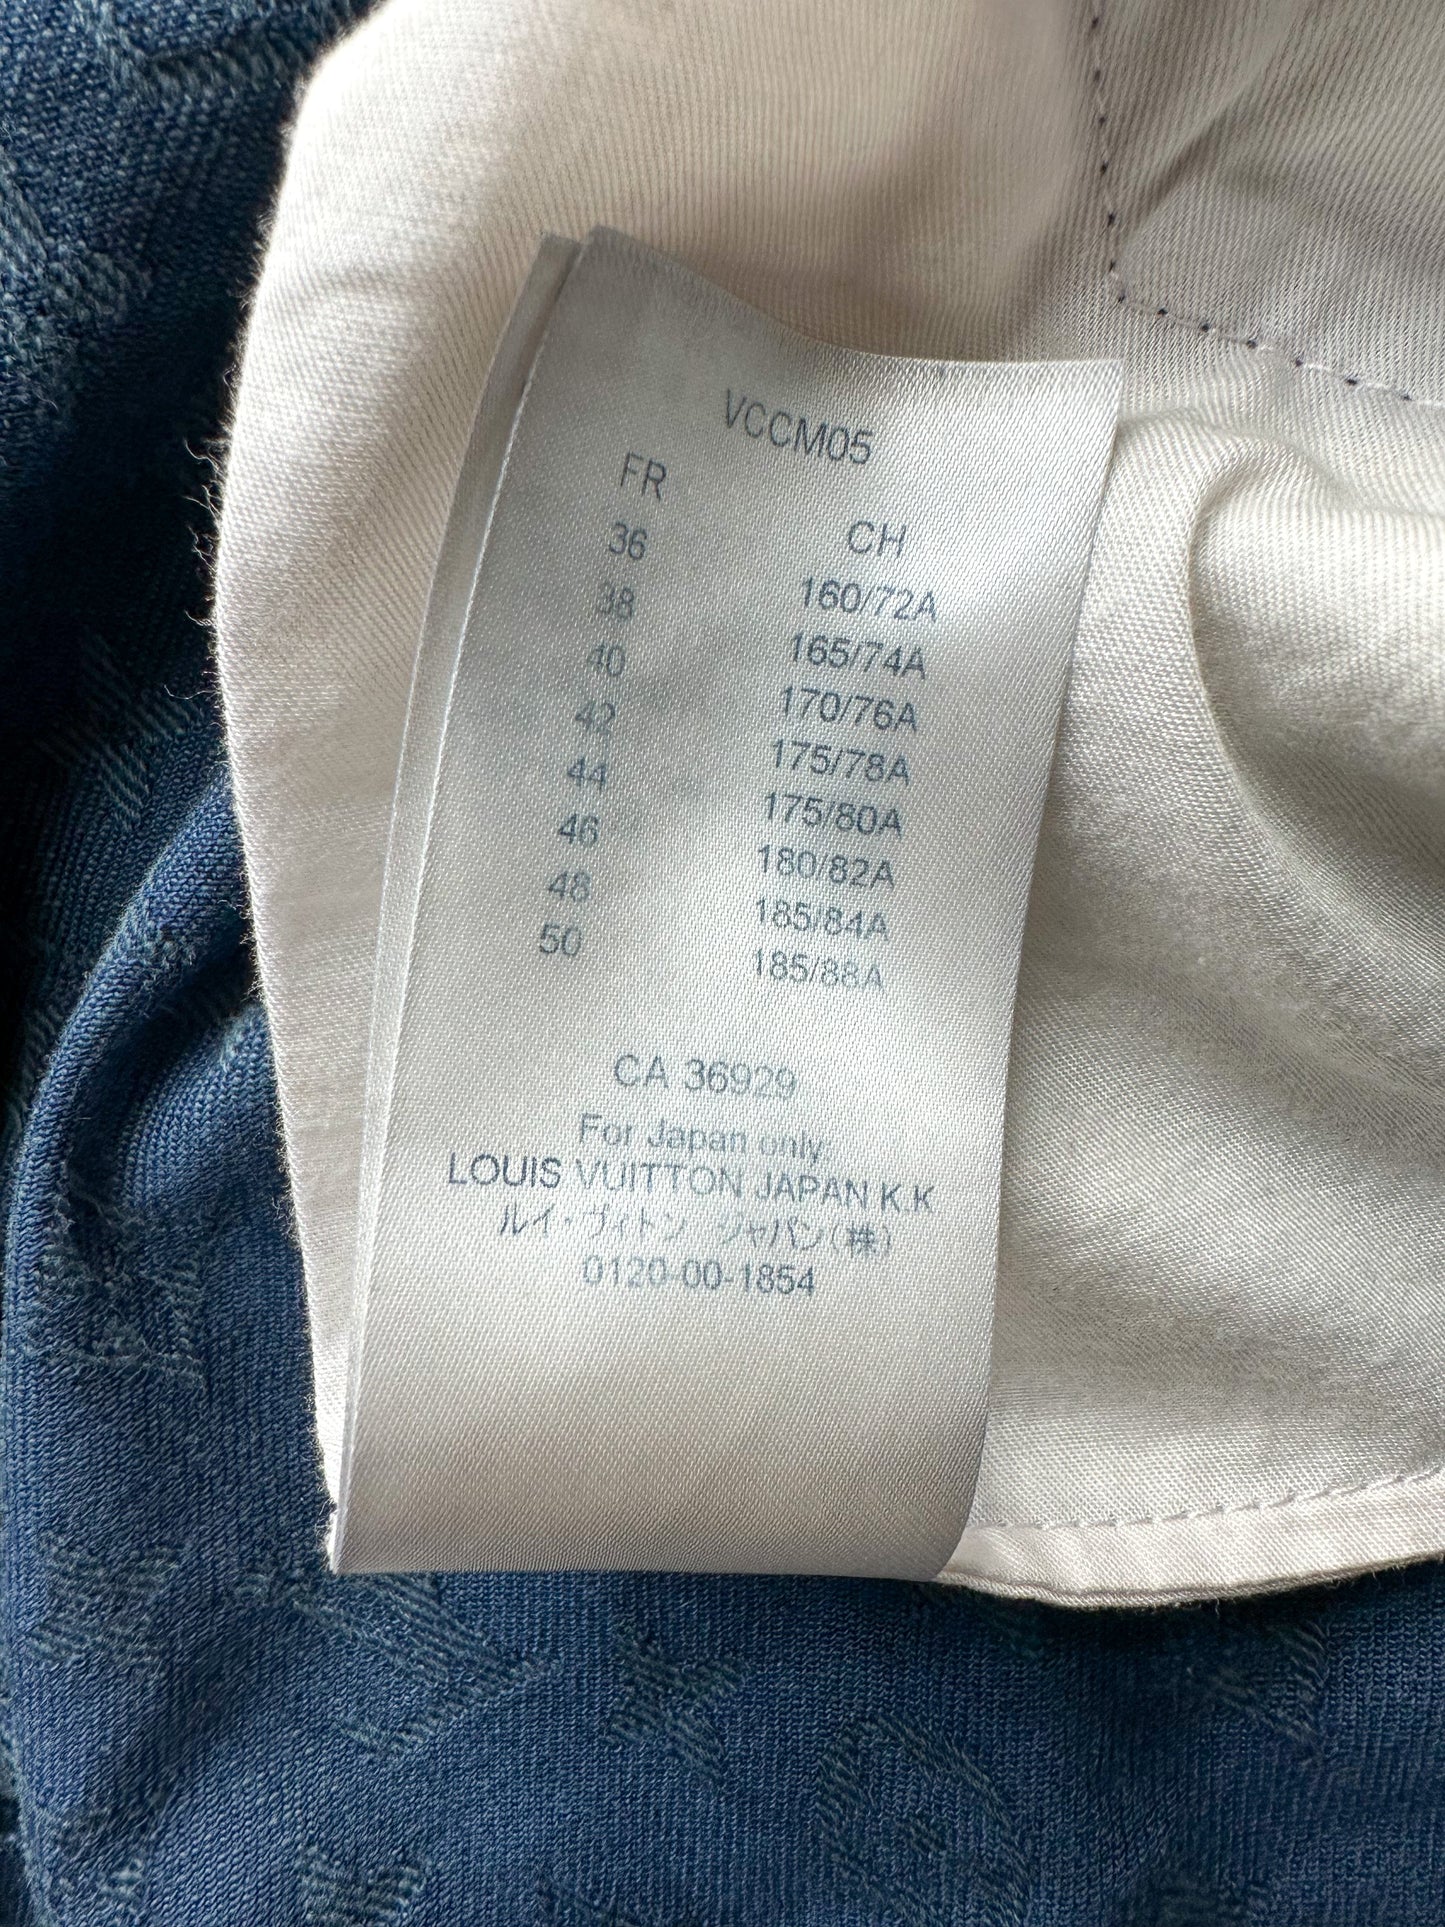 VCCM05
FR CH
36 160/72A
38 165/74A
40 170/76A
42 175/78A
44 175/80A
46 180/82A
48 185/84A
50 185/88A
CA 36929
For Japan only:
LOUIS VUITTON JAPAN K.K
ルイ・ヴィトン ジャパン(株)
0120-00-1854